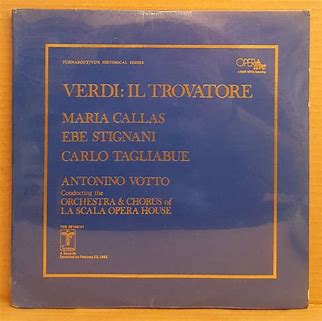 TURNABOUT/VOX HISTORICAL SERIES
OPERA
VERDI: IL TROVATORE
MARIA CALLAS
EBE STIGNANI
CARLO TAGLIABUE
ANTONINO VOTTO
Conducting the
ORCHESTRA & CHORUS of
LA SCALA OPERA HOUSE